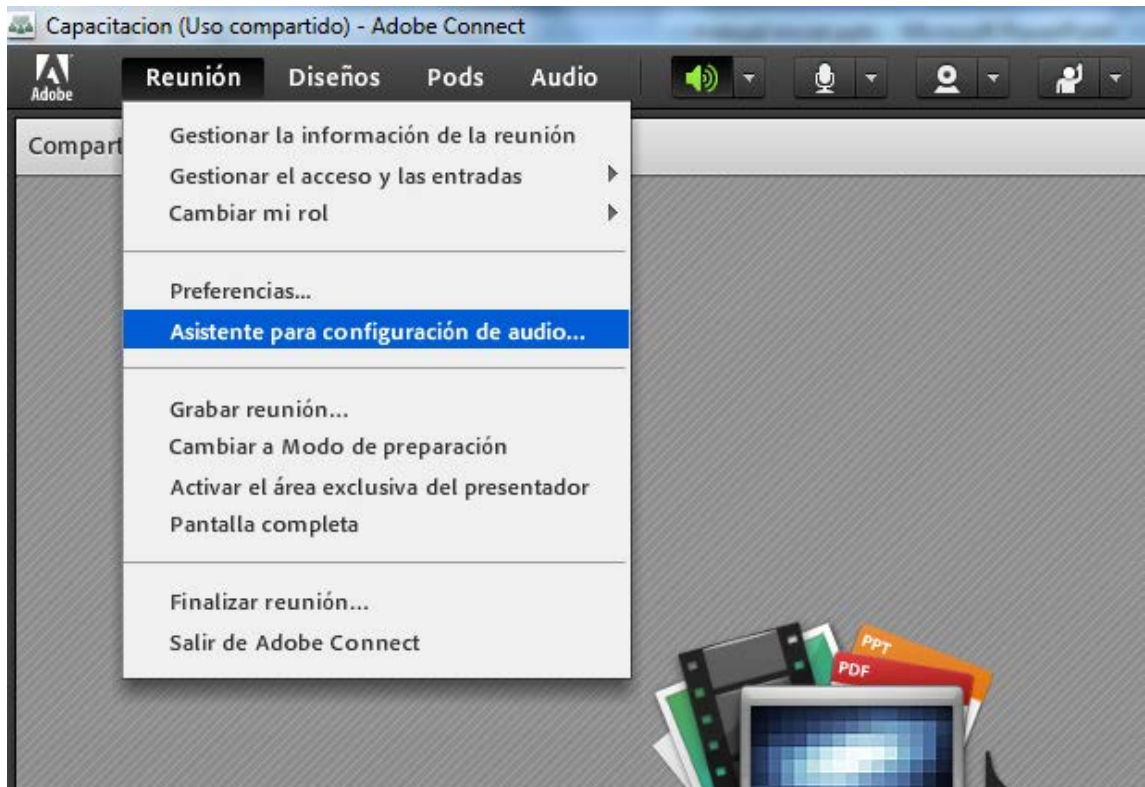 Capacitacion (Uso compartido) - Adobe Connect
Adobe Reunión Diseños Pods Audio
Compart
Gestionar la información de la reunión
Gestionar el acceso y las entradas
Cambiar mi rol
Preferencias...
Asistente para configuración de audio...
Grabar reunión...
Cambiar a Modo de preparación
Activar el área exclusiva del presentador
Pantalla completa
Finalizar reunión...
Salir de Adobe Connect
PPT
PDF